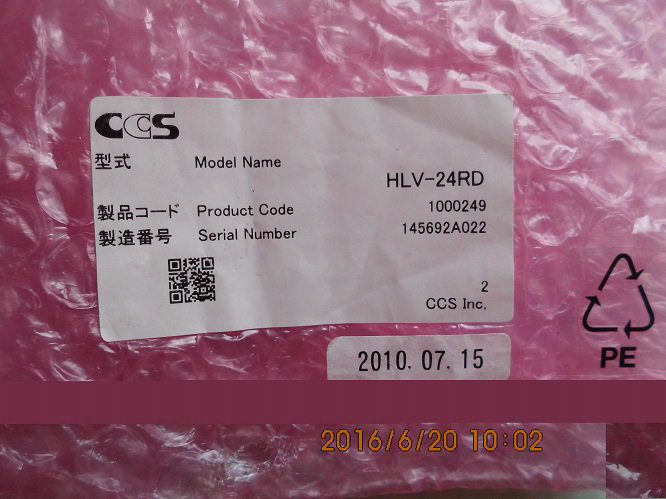 CCS
型式 Model Name HLV-24RD
製品コード Product Code 1000249
製造番号 Serial Number 145692A022
2
CCS Inc,
PE
2010. 07. 15
2016/6/20 10:02